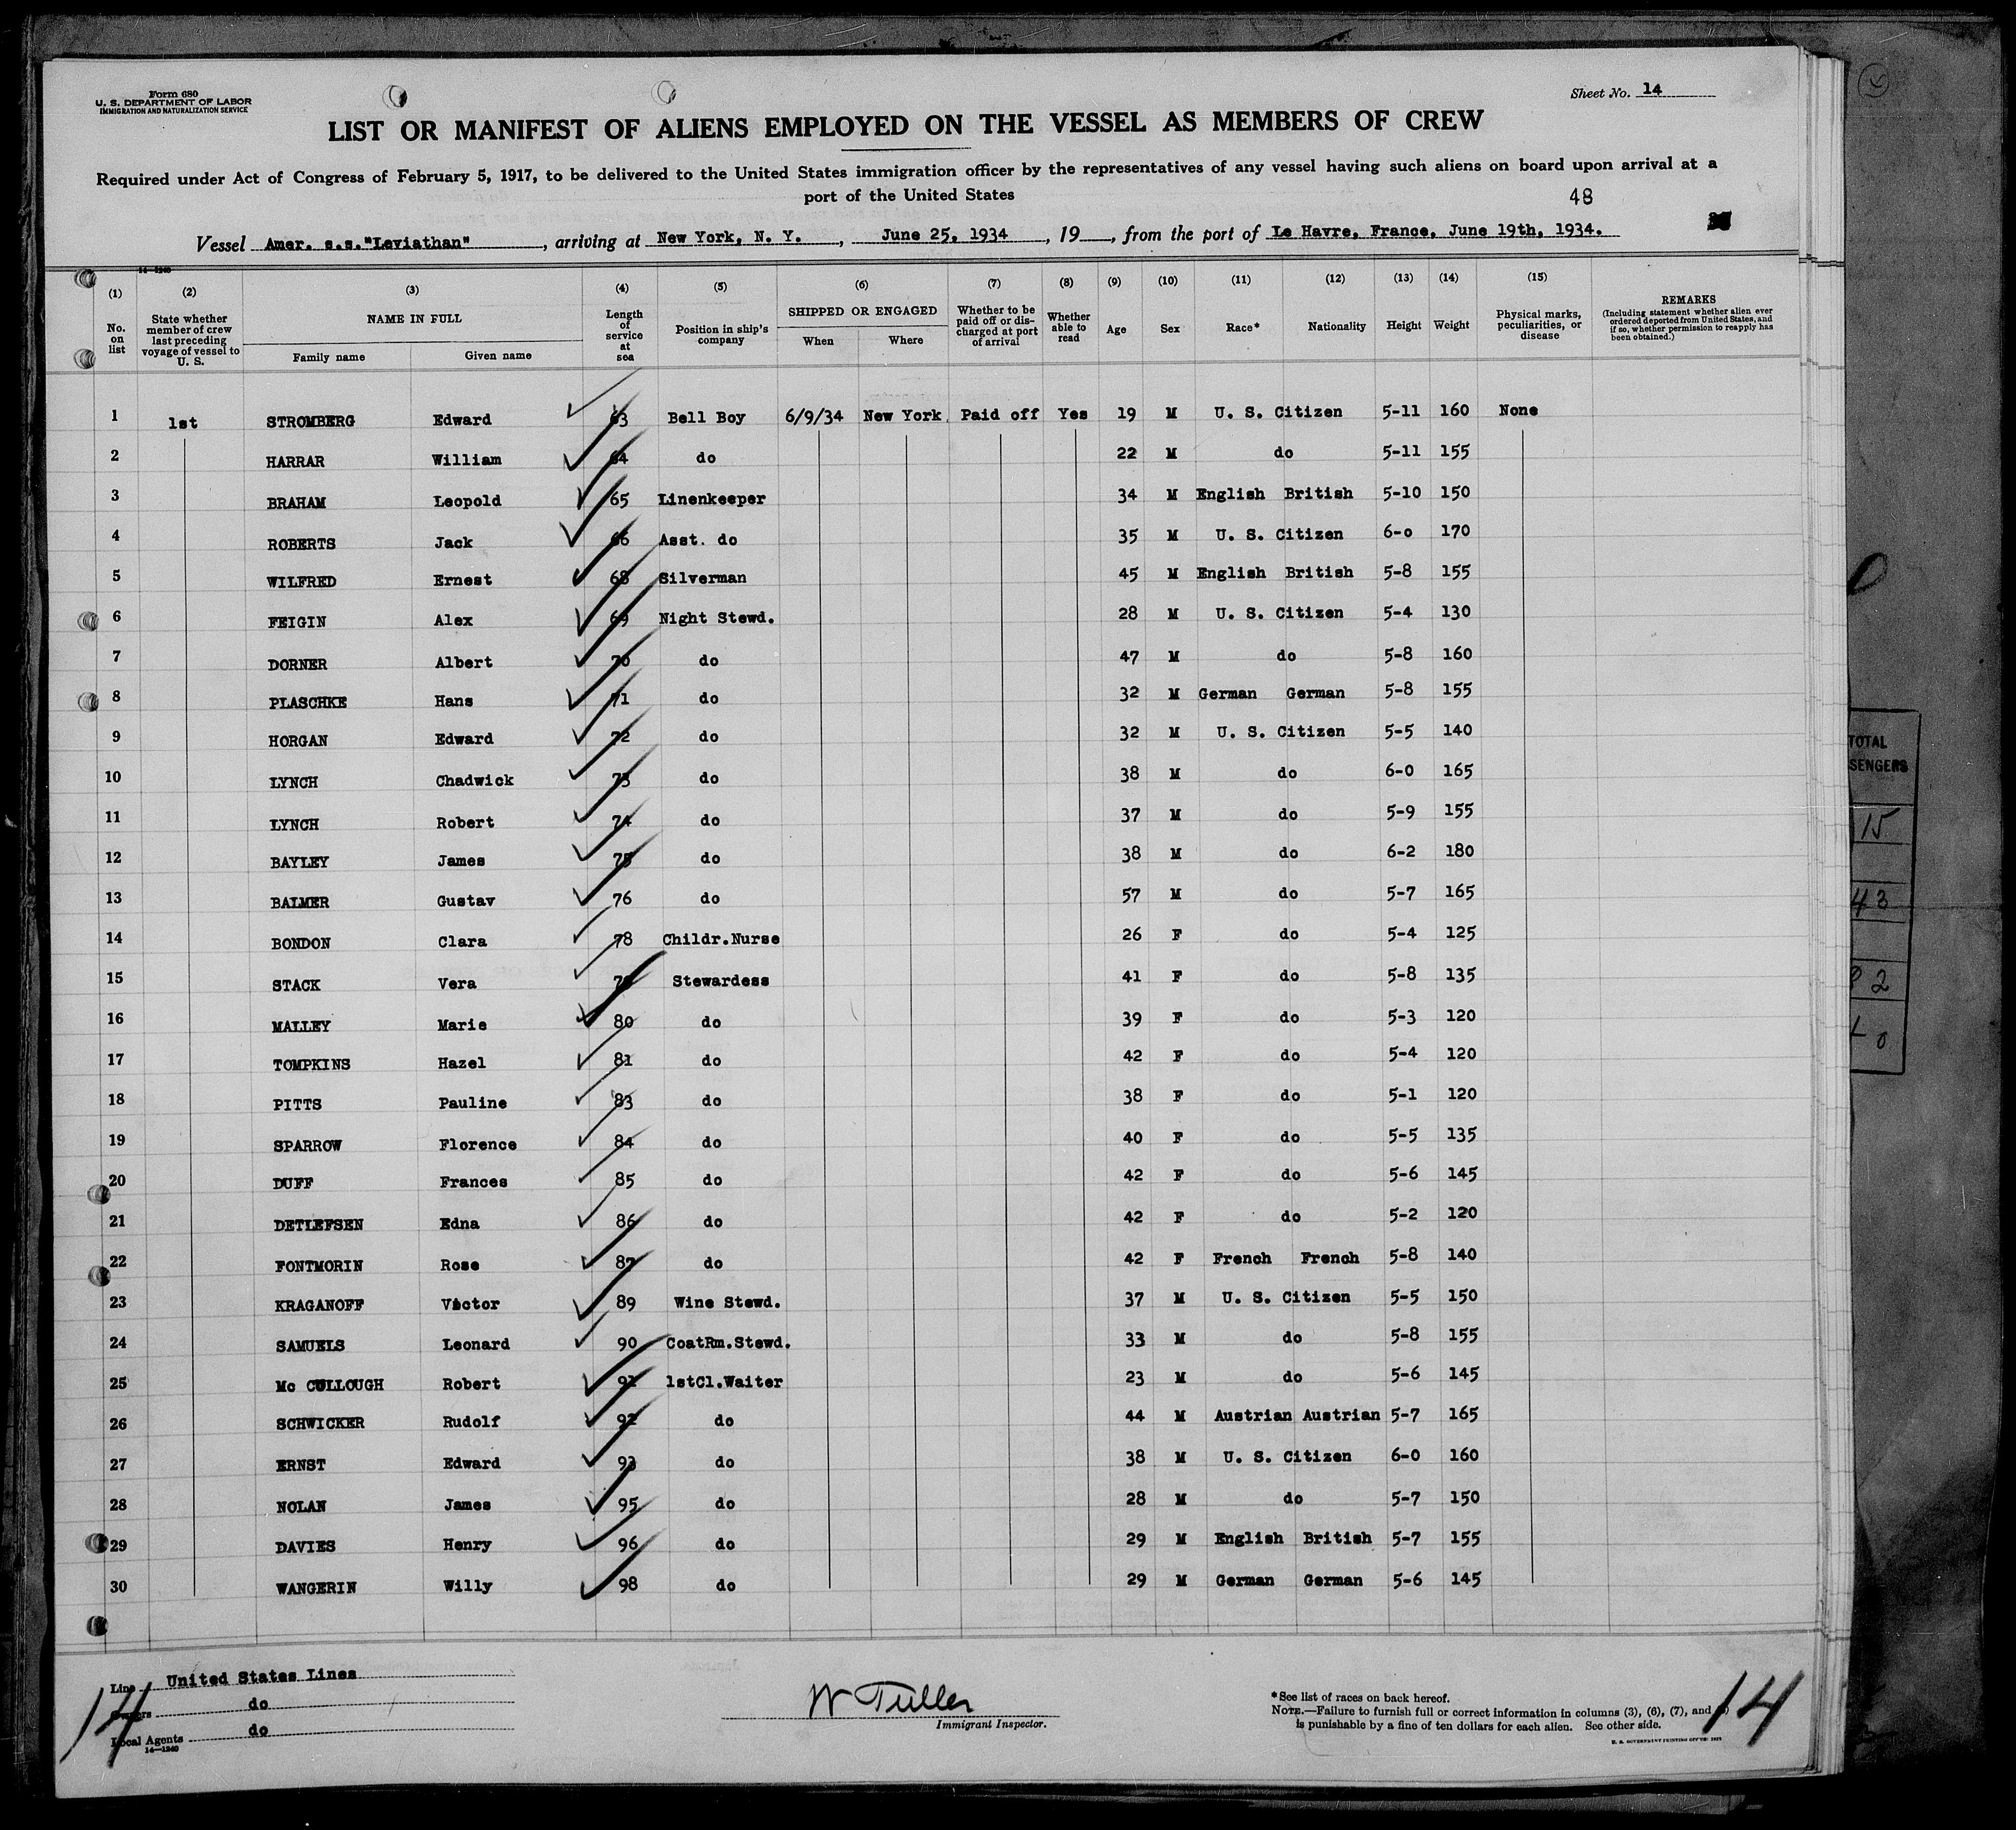 Form 680
U. S. DEPARTMENT OF LABOR
IMMIGRATION AND NATURALIZATION SERVICE
Sheet No. 14
LIST OR MANIFEST OF ALIENS EMPLOYED ON THE VESSEL AS MEMBERS OF CREW
Required under Act of Congress of February 5, 1917, to be delivered to the United States immigration officer by the representatives of any vessel having such aliens on board upon arrival at a
port of the United States
48
Vessel Amer. s.s."Leviathan", arriving at New York, N. Y., June 25, 1934, 19, from the port of Le Havre, France, June 19th, 1934.
14—1240
(1) (2) (3) (4) (5) (6) (7) (8) (9) (10) (11) (12) (13) (14) (15)
No. on list
State whether member of crew last preceding voyage of vessel to U. S.
NAME IN FULL
Family name Given name
Length of service at sea
Position in ship's company
SHIPPED OR ENGAGED
When Where
Whether to be paid off or discharged at port of arrival
Whether able to read
Age Sex Race* Nationality Height Weight
Physical marks, peculiarities, or disease
REMARKS
(Including statement whether alien ever ordered deported from United States, and if so, whether permission to reapply has been obtained.)
1 1st STROMBERG Edward 63 Bell Boy 6/9/34 New York Paid off Yes 19 M U. S. Citizen 5-11 160 None
2 HARRAR William 64 do 22 M do 5-11 155
3 BRAHAM Leopold 65 Linenkeeper 34 M English British 5-10 150
4 ROBERTS Jack 66 Asst. do 35 M U. S. Citizen 6-0 170
5 WILFRED Ernest 68 Silverman 45 M English British 5-8 155
6 FEIGIN Alex 69 Night Stewd. 28 M U. S. Citizen 5-4 130
7 DORNER Albert 70 do 47 M do 5-8 160
8 PLASCHKE Hans 71 do 32 M German German 5-8 155
9 HORGAN Edward 72 do 32 M U. S. Citizen 5-5 140
10 LYNCH Chadwick 73 do 38 M do 6-0 165
11 LYNCH Robert 74 do 37 M do 5-9 155
12 BAYLEY James 75 do 38 M do 6-2 180
13 BALMER Gustav 76 do 57 M do 5-7 165
14 BONDON Clara 78 Childr.Nurse 26 F do 5-4 125
15 STACK Vera 79 Stewardess 41 F do 5-8 135
16 MALLEY Marie 80 do 39 F do 5-3 120
17 TOMPKINS Hazel 81 do 42 F do 5-4 120
18 PITTS Pauline 83 do 38 F do 5-1 120
19 SPARROW Florence 84 do 40 F do 5-5 135
20 DUFF Frances 85 do 42 F do 5-6 145
21 DETLEFSEN Edna 86 do 42 F do 5-2 120
22 FONTMORIN Rose 87 do 42 F French French 5-8 140
23 KRAGANOFF Victor 89 Wine Stewd. 37 M U. S. Citizen 5-5 150
24 SAMUELS Leonard 90 CoatRm.Stewd. 33 M do 5-8 155
25 Mc CULLOUGH Robert 91 1stCl.Waiter 23 M do 5-6 145
26 SCHWICKER Rudolf 92 do 44 M Austrian Austrian 5-7 165
27 ERNST Edward 93 do 38 M U. S. Citizen 6-0 160
28 NOLAN James 95 do 28 M do 5-7 150
29 DAVIES Henry 96 do 29 M English British 5-7 155
30 WANGERIN Willy 98 do 29 M German German 5-6 145
Line United States Lines
Owners do
Local Agents do
14—1240
14
W Tuller
Immigrant Inspector.
*See list of races on back hereof.
NOTE.—Failure to furnish full or correct information in columns (3), (6), (7), and
is punishable by a fine of ten dollars for each alien. See other side.
U. S. GOVERNMENT PRINTING OFFICE
14
TOTAL
SENGERS
15
43
2
0